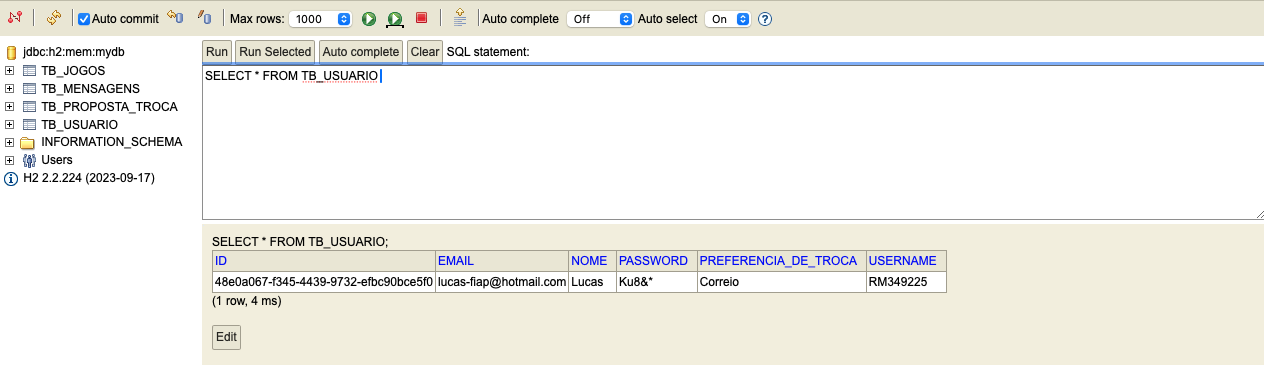 Auto commit Max rows: 1000 Auto complete Off Auto select On ?
jdbc:h2:mem:mydb
TB_JOGOS
TB_MENSAGENS
TB_PROPOSTA_TROCA
TB_USUARIO
INFORMATION_SCHEMA
Users
H2 2.2.224 (2023-09-17)
Run Run Selected Auto complete Clear SQL statement:
SELECT * FROM TB_USUARIO
SELECT * FROM TB_USUARIO;
ID EMAIL NOME PASSWORD PREFERENCIA_DE_TROCA USERNAME
48e0a067-f345-4439-9732-efbc90bce5f0 lucas-fiap@hotmail.com Lucas Ku8&* Correio RM349225
(1 row, 4 ms)
Edit